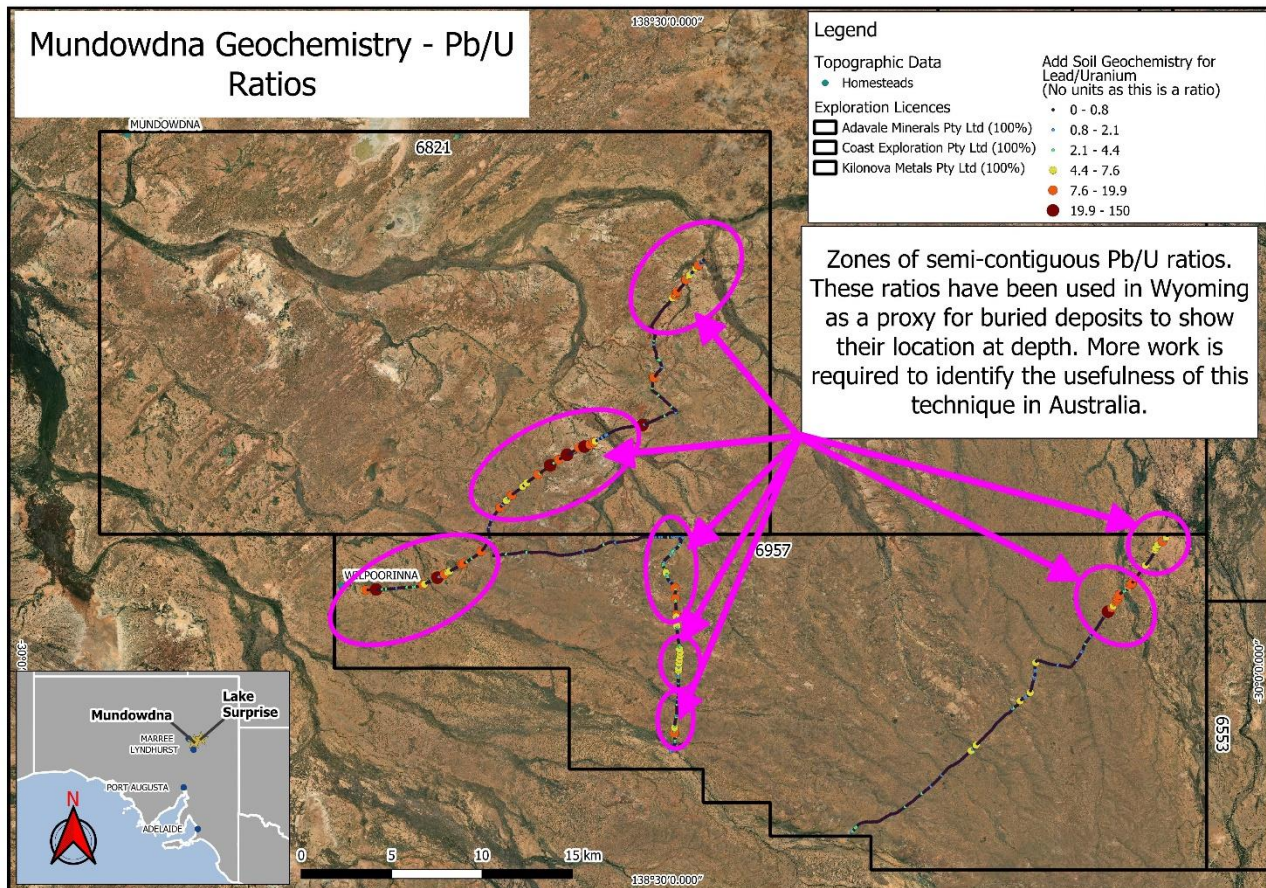 138°30'0.000"
Mundowdna Geochemistry - Pb/U
Ratios
Legend
Topographic Data
Homesteads
Exploration Licences
Adavale Minerals Pty Ltd (100%)
Coast Exploration Pty Ltd (100%)
Kilonova Metals Pty Ltd (100%)
Add Soil Geochemistry for
Lead/Uranium
(No units as this is a ratio)
0 - 0.8
0.8 - 2.1
2.1 - 4.4
4.4 - 7.6
7.6 - 19.9
19.9 - 150
MUNDOWDNA
6821
Zones of semi-contiguous Pb/U ratios.
These ratios have been used in Wyoming
as a proxy for buried deposits to show
their location at depth. More work is
required to identify the usefulness of this
technique in Australia.
6957
WILPOORINNA
-30°0'0.000"
6553
Lake
Surprise
Mundowdna
MARREE
LYNDHURST
PORT AUGUSTA
ADELAIDE
N
0 5 10 15 km
138°30'0.000"